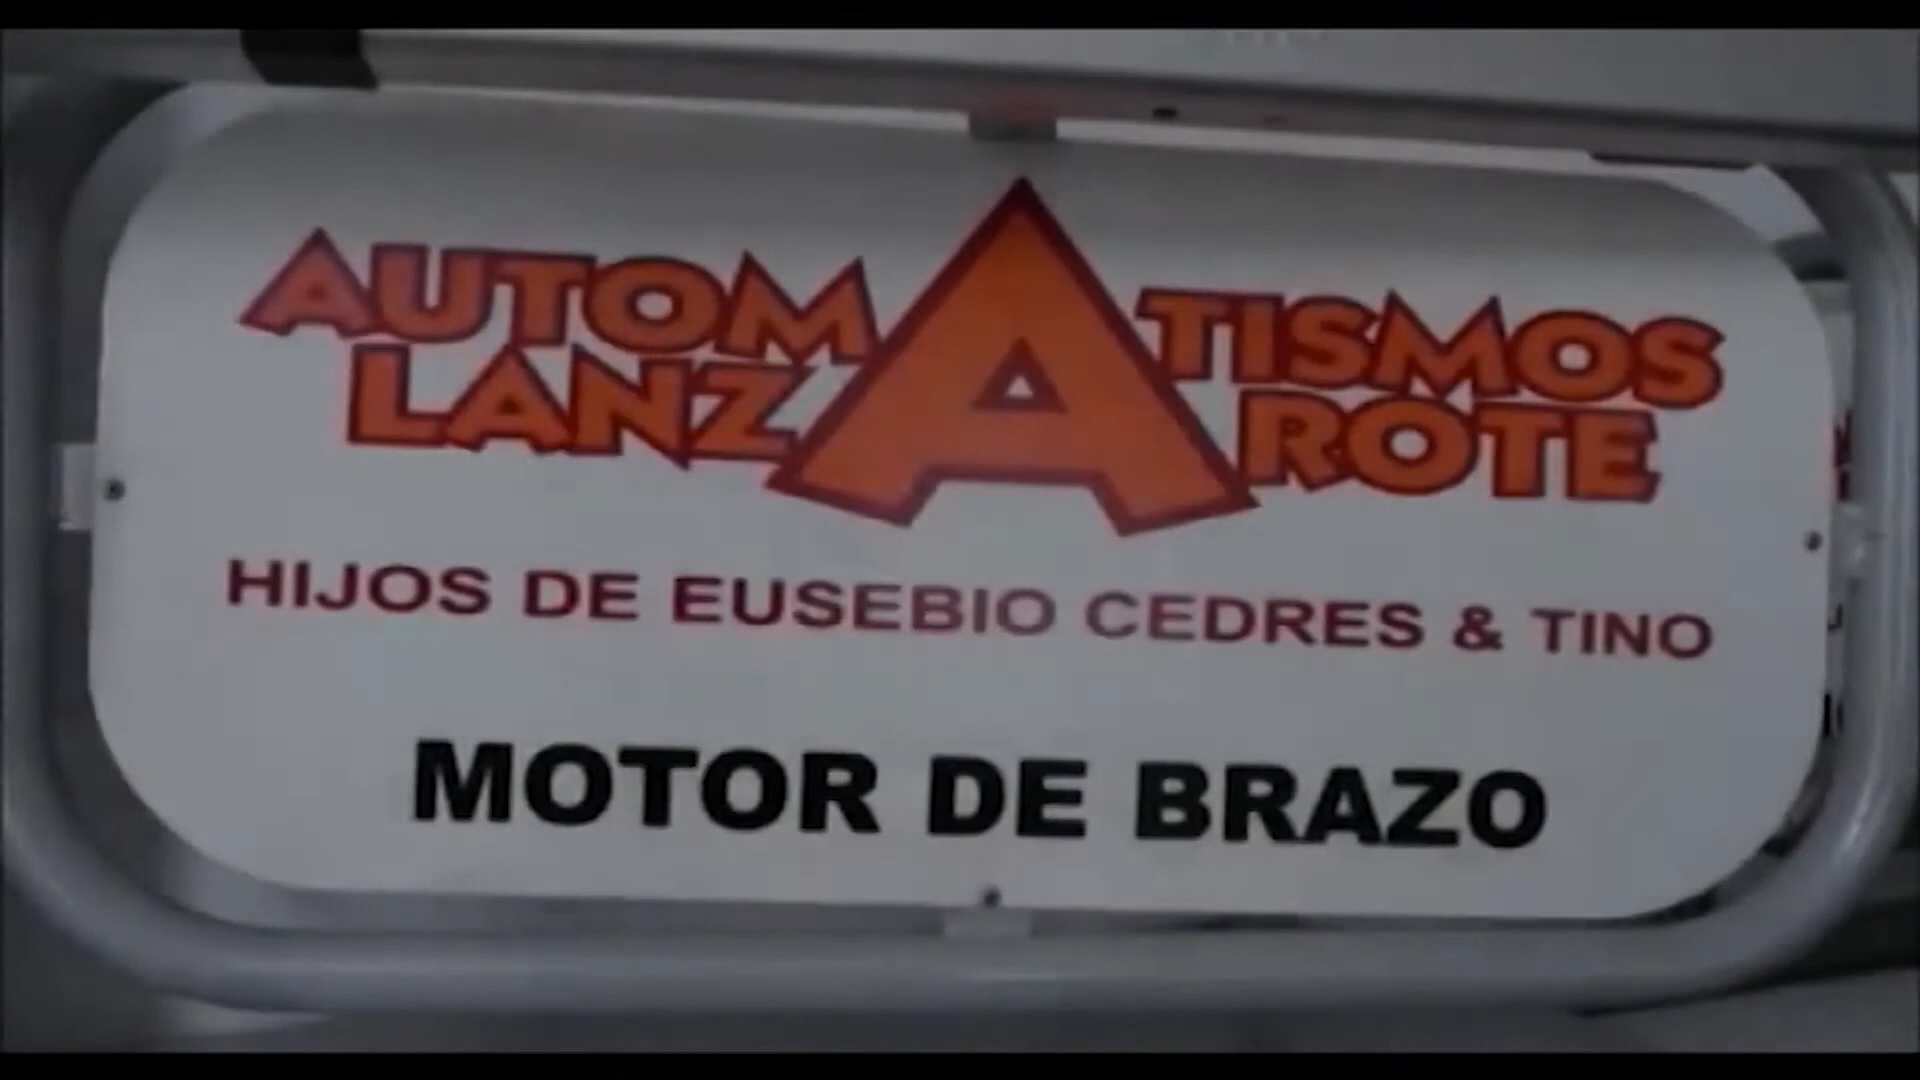 AUTOMATISMOS
LANZAROTE
HIJOS DE EUSEBIO CEDRES & TINO
MOTOR DE BRAZO